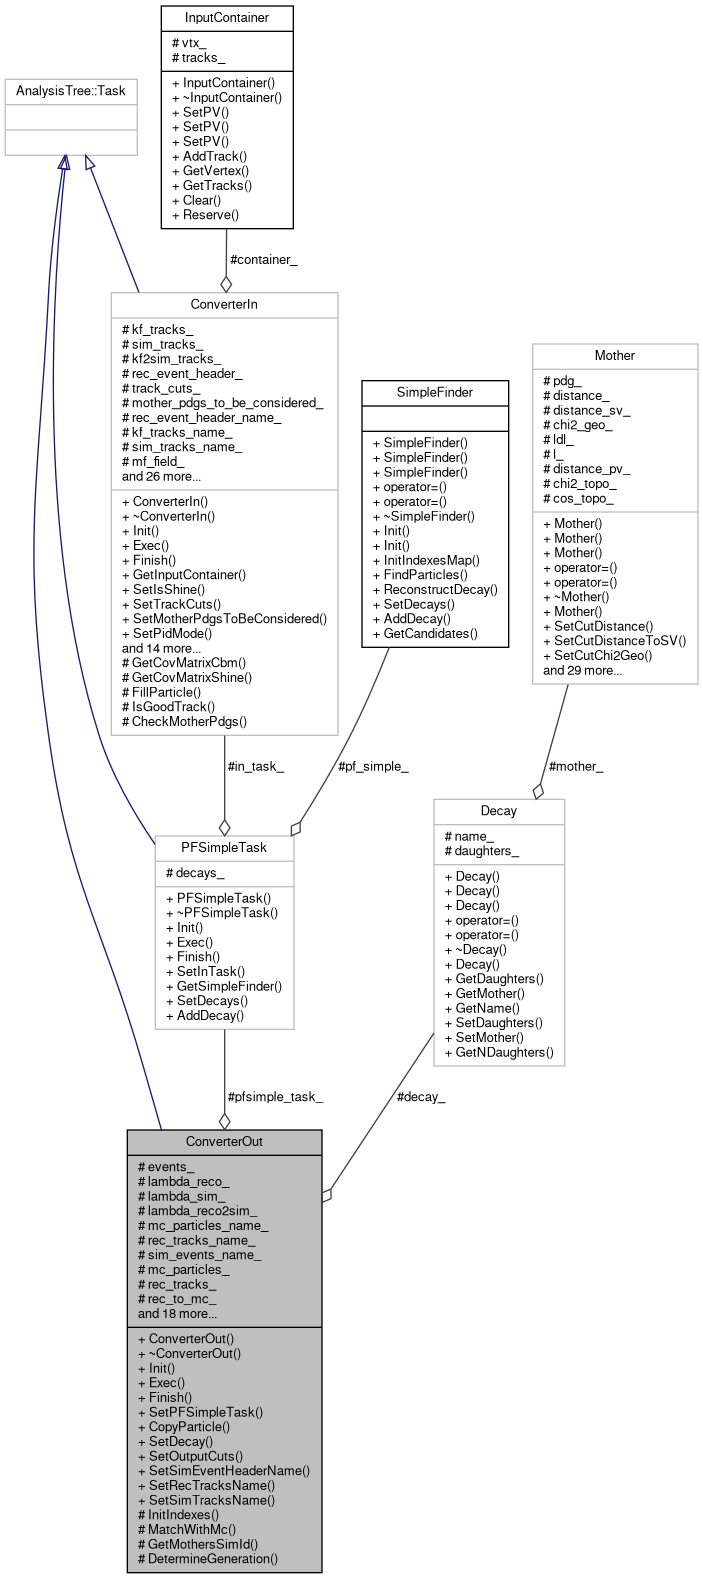 InputContainer
# vtx_
# tracks_
+ InputContainer()
+ ~InputContainer()
+ SetPV()
+ SetPV()
+ SetPV()
+ AddTrack()
+ GetVertex()
+ GetTracks()
+ Clear()
+ Reserve()
AnalysisTree::Task
#container_
ConverterIn
# kf_tracks_
# sim_tracks_
# kf2sim_tracks_
# rec_event_header_
# track_cuts_
# mother_pdgs_to_be_considered_
# rec_event_header_name_
# kf_tracks_name_
# sim_tracks_name_
# mf_field_
and 26 more...
+ ConverterIn()
+ ~ConverterIn()
+ Init()
+ Exec()
+ Finish()
+ GetInputContainer()
+ SetIsShine()
+ SetTrackCuts()
+ SetMotherPdgsToBeConsidered()
+ SetPidMode()
and 14 more...
# GetCovMatrixCbm()
# GetCovMatrixShine()
# FillParticle()
# IsGoodTrack()
# CheckMotherPdgs()
SimpleFinder
+ SimpleFinder()
+ SimpleFinder()
+ SimpleFinder()
+ operator=()
+ operator=()
+ ~SimpleFinder()
+ Init()
+ Init()
+ InitIndexesMap()
+ FindParticles()
+ ReconstructDecay()
+ SetDecays()
+ AddDecay()
+ GetCandidates()
Mother
# pdg_
# distance_
# distance_sv_
# chi2_geo_
# ldl_
# l_
# distance_pv_
# chi2_topo_
# cos_topo_
+ Mother()
+ Mother()
+ Mother()
+ operator=()
+ operator=()
+ ~Mother()
+ Mother()
+ SetCutDistance()
+ SetCutDistanceToSV()
+ SetCutChi2Geo()
and 29 more...
#in_task_
#pf_simple_
#mother_
PFSimpleTask
# decays_
+ PFSimpleTask()
+ ~PFSimpleTask()
+ Init()
+ Exec()
+ Finish()
+ SetInTask()
+ GetSimpleFinder()
+ SetDecays()
+ AddDecay()
Decay
# name_
# daughters_
+ Decay()
+ Decay()
+ Decay()
+ operator=()
+ operator=()
+ ~Decay()
+ Decay()
+ GetDaughters()
+ GetMother()
+ GetName()
+ SetDaughters()
+ SetMother()
+ GetNDaughters()
#pfsimple_task_
#decay_
ConverterOut
# events_
# lambda_reco_
# lambda_sim_
# lambda_reco2sim_
# mc_particles_name_
# rec_tracks_name_
# sim_events_name_
# mc_particles_
# rec_tracks_
# rec_to_mc_
and 18 more...
+ ConverterOut()
+ ~ConverterOut()
+ Init()
+ Exec()
+ Finish()
+ SetPFSimpleTask()
+ CopyParticle()
+ SetDecay()
+ SetOutputCuts()
+ SetSimEventHeaderName()
+ SetRecTracksName()
+ SetSimTracksName()
# InitIndexes()
# MatchWithMc()
# GetMothersSimId()
# DetermineGeneration()